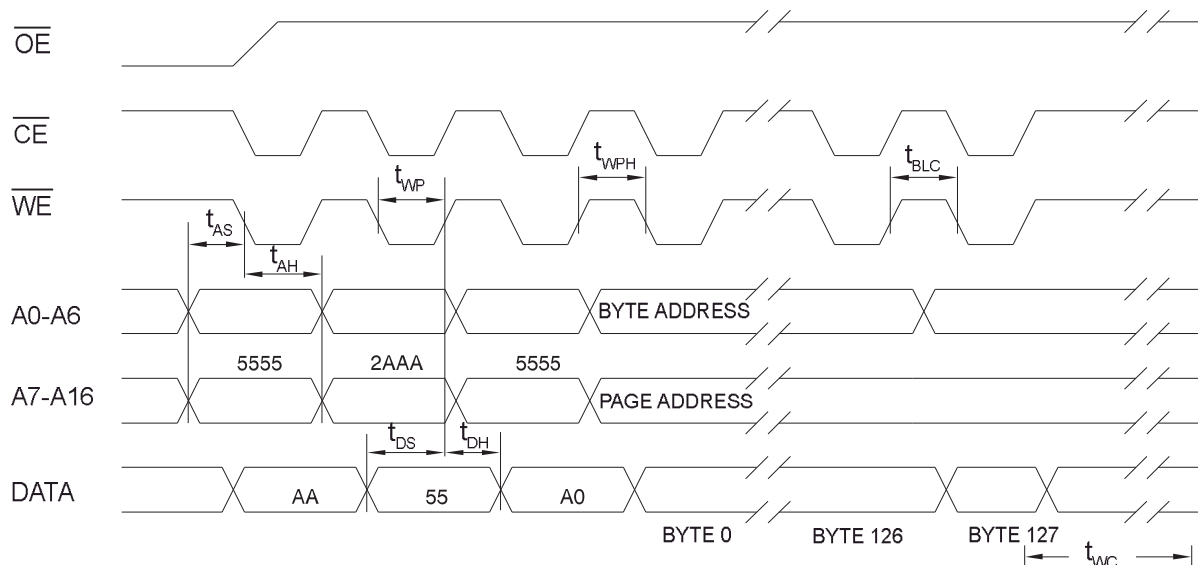 OE
CE
tWPH
tBLC
tWP
WE
tAS
tAH
A0-A6
BYTE ADDRESS
5555
2AAA
5555
A7-A16
PAGE ADDRESS
tDS
tDH
DATA
AA
55
A0
BYTE 0
BYTE 126
BYTE 127
tWC